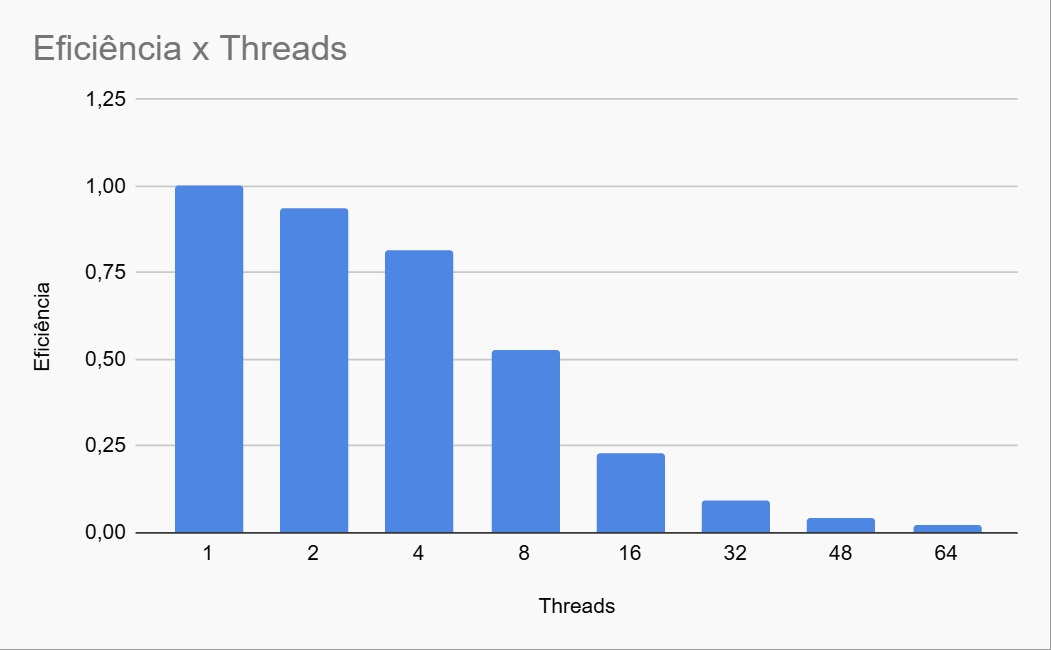 Eficiência x Threads
1,25
1,00
0,75
0,50
0,25
0,00
Eficiência
1 2 4 8 16 32 48 64
Threads